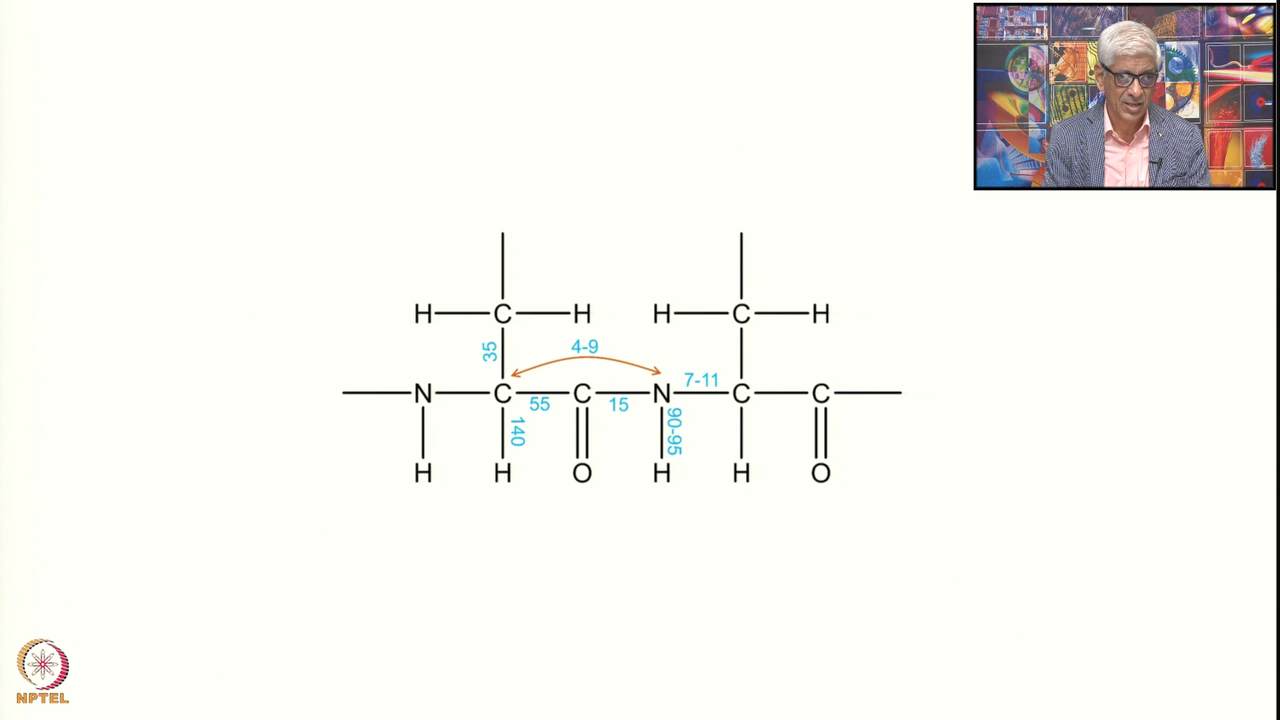 H C H H C H
35 4-9
7-11
N C C N C C
55 15
140 90-95
H H O H H O
NPTEL